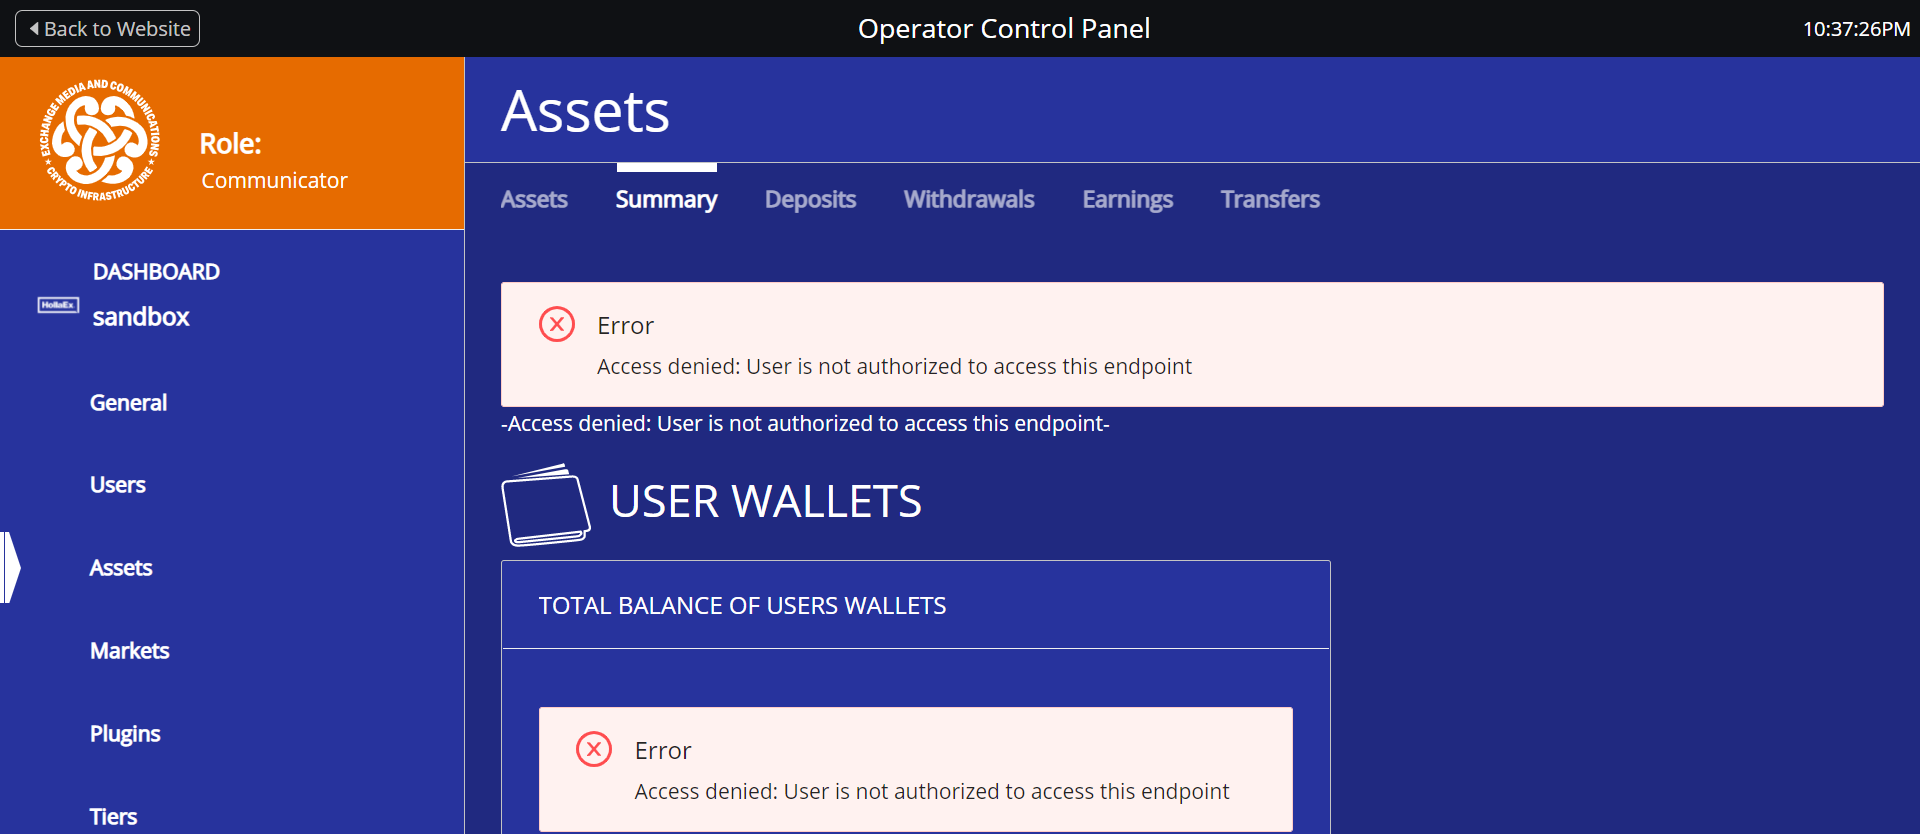 Back to Website
Operator Control Panel
10:37:26PM
EXCHANGE MEDIA AND COMMUNICATIONS
CRYPTO INFRASTRUCTURE
Role:
Communicator
Assets
Assets Summary Deposits Withdrawals Earnings Transfers
DASHBOARD
HollaEx
sandbox
General
Users
Assets
Markets
Plugins
Tiers
Error
Access denied: User is not authorized to access this endpoint
-Access denied: User is not authorized to access this endpoint-
USER WALLETS
TOTAL BALANCE OF USERS WALLETS
Error
Access denied: User is not authorized to access this endpoint